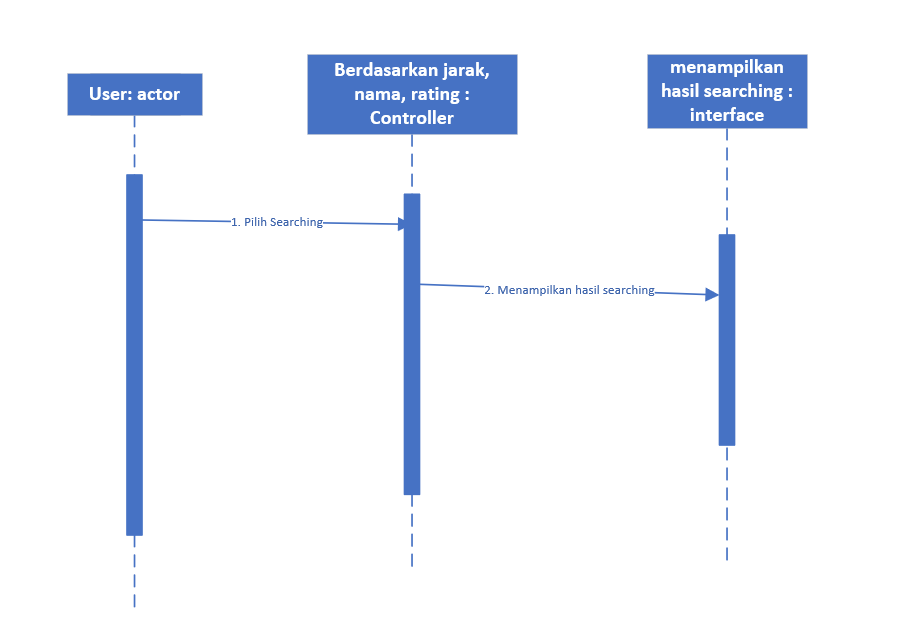 User: actor
Berdasarkan jarak,
nama, rating :
Controller
menampilkan
hasil searching :
interface
1. Pilih Searching
2. Menampilkan hasil searching